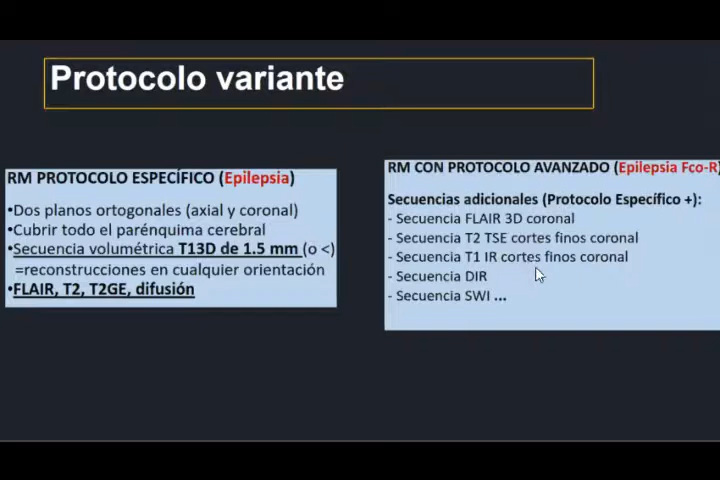 Protocolo variante
RM PROTOCOLO ESPECÍFICO (Epilepsia)
•Dos planos ortogonales (axial y coronal)
•Cubrir todo el parénquima cerebral
•Secuencia volumétrica T13D de 1.5 mm (o <)
=reconstrucciones en cualquier orientación
•FLAIR, T2, T2GE, difusión
RM CON PROTOCOLO AVANZADO (Epilepsia Fco-R)
Secuencias adicionales (Protocolo Específico +):
- Secuencia FLAIR 3D coronal
- Secuencia T2 TSE cortes finos coronal
- Secuencia T1 IR cortes finos coronal
- Secuencia DIR
- Secuencia SWI ...